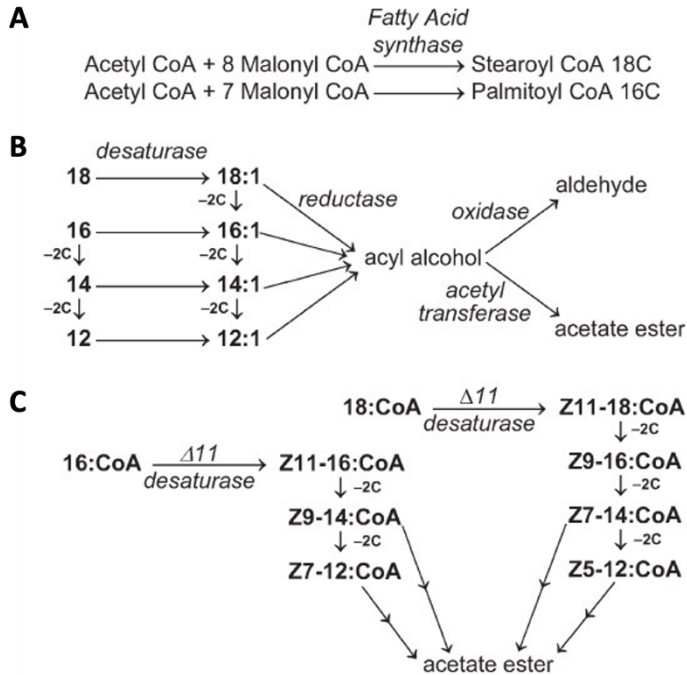 A
Fatty Acid
synthase
Acetyl CoA + 8 Malonyl CoA Stearoyl CoA 18C
Acetyl CoA + 7 Malonyl CoA Palmitoyl CoA 16C
B
desaturase
18 18:1 aldehyde
–2C reductase oxidase
16 16:1
–2C –2C acyl alcohol
14 14:1 acetyl
–2C –2C transferase
12 12:1 acetate ester
C
18:CoA Δ11 Z11-18:CoA
desaturase –2C
16:CoA Δ11 Z11-16:CoA Z9-16:CoA
desaturase –2C –2C
Z9-14:CoA Z7-14:CoA
–2C –2C
Z7-12:CoA Z5-12:CoA
acetate ester